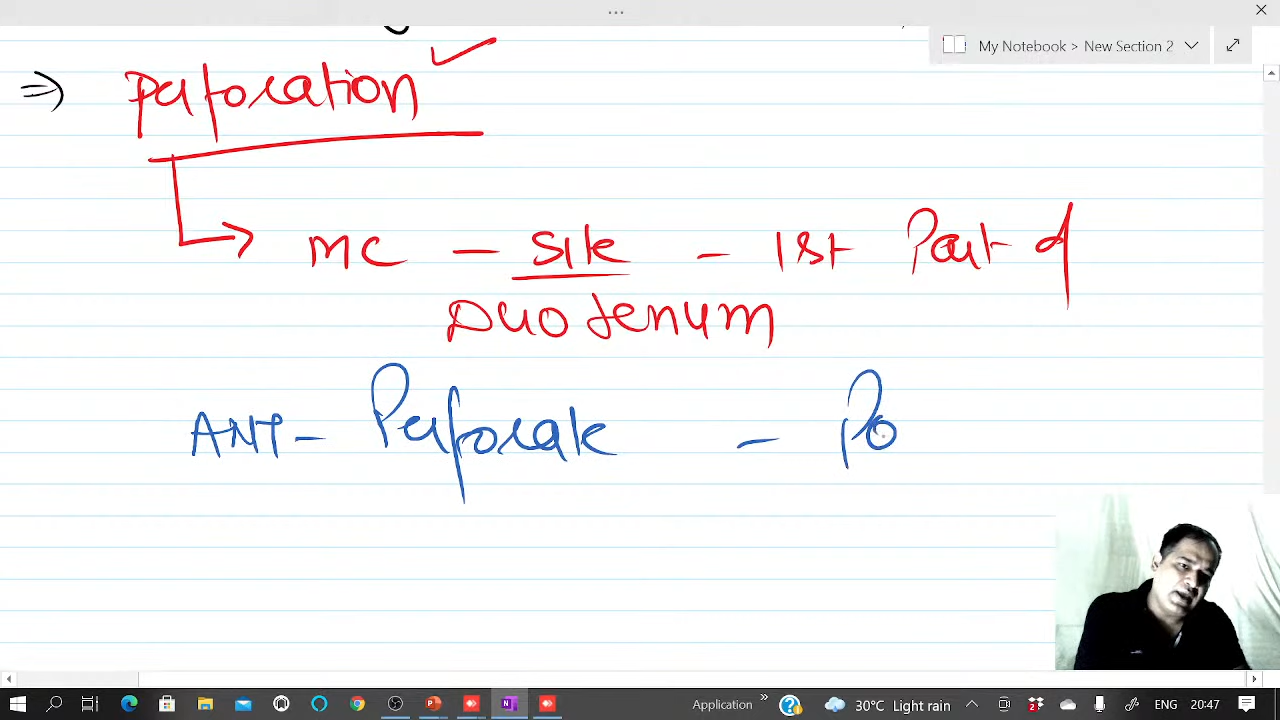 My Notebook > New Section 2
⇒ Perforation ✓
MC - Site - 1st Part of
Duodenum
ANT - Perforate - Po
Application
30°C Light rain
ENG 20:47